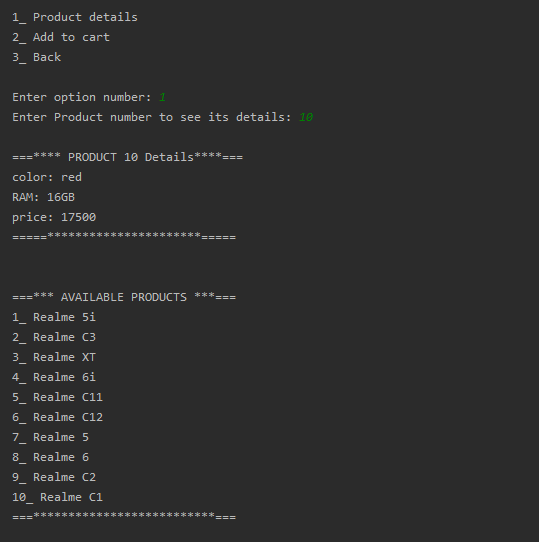 1_ Product details
2_ Add to cart
3_ Back
Enter option number: 1
Enter Product number to see its details: 10
===**** PRODUCT 10 Details****===
color: red
RAM: 16GB
price: 17500
=====**********************=====
===*** AVAILABLE PRODUCTS ***===
1_ Realme 5i
2_ Realme C3
3_ Realme XT
4_ Realme 6i
5_ Realme C11
6_ Realme C12
7_ Realme 5
8_ Realme 6
9_ Realme C2
10_ Realme C1
===**************************===